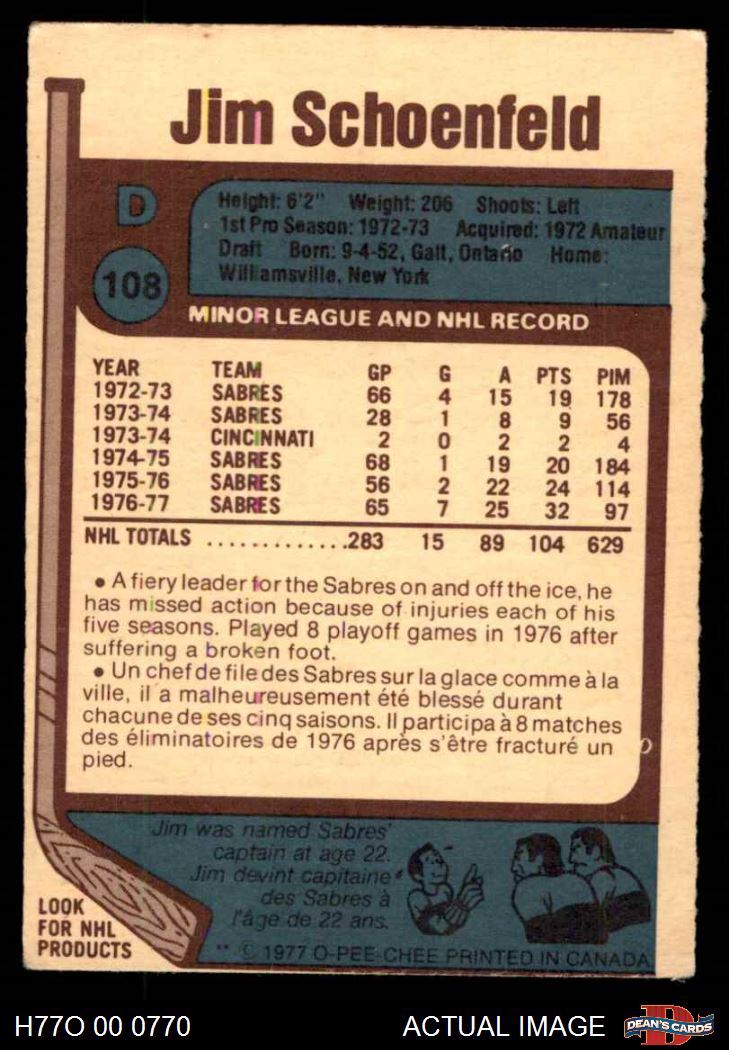 Jim Schoenfeld
D
Height: 6'2" Weight: 206 Shoots: Left
1st Pro Season: 1972-73 Acquired: 1972 Amateur
Draft Born: 9-4-52, Galt, Ontario Home:
Williamsville, New York
108
MINOR LEAGUE AND NHL RECORD
YEAR TEAM GP G A PTS PIM
1972-73 SABRES 66 4 15 19 178
1973-74 SABRES 28 1 8 9 56
1973-74 CINCINNATI 2 0 2 2 4
1974-75 SABRES 68 1 19 20 184
1975-76 SABRES 56 2 22 24 114
1976-77 SABRES 65 7 25 32 97
NHL TOTALS .............283 15 89 104 629
• A fiery leader for the Sabres on and off the ice, he
has missed action because of injuries each of his
five seasons. Played 8 playoff games in 1976 after
suffering a broken foot.
• Un chef de file des Sabres sur la glace comme à la
ville, il a malheureusement été blessé durant
chacune de ses cinq saisons. Il participa à 8 matches
des éliminatoires de 1976 après s'être fracturé un
pied.
Jim was named Sabres'
captain at age 22.
Jim devint capitaine
des Sabres à
l'âge de 22 ans.
LOOK
FOR NHL
PRODUCTS
** © 1977 O-PEE-CHEE PRINTED IN CANADA
H77O 00 0770 ACTUAL IMAGE DEAN'S CARDS